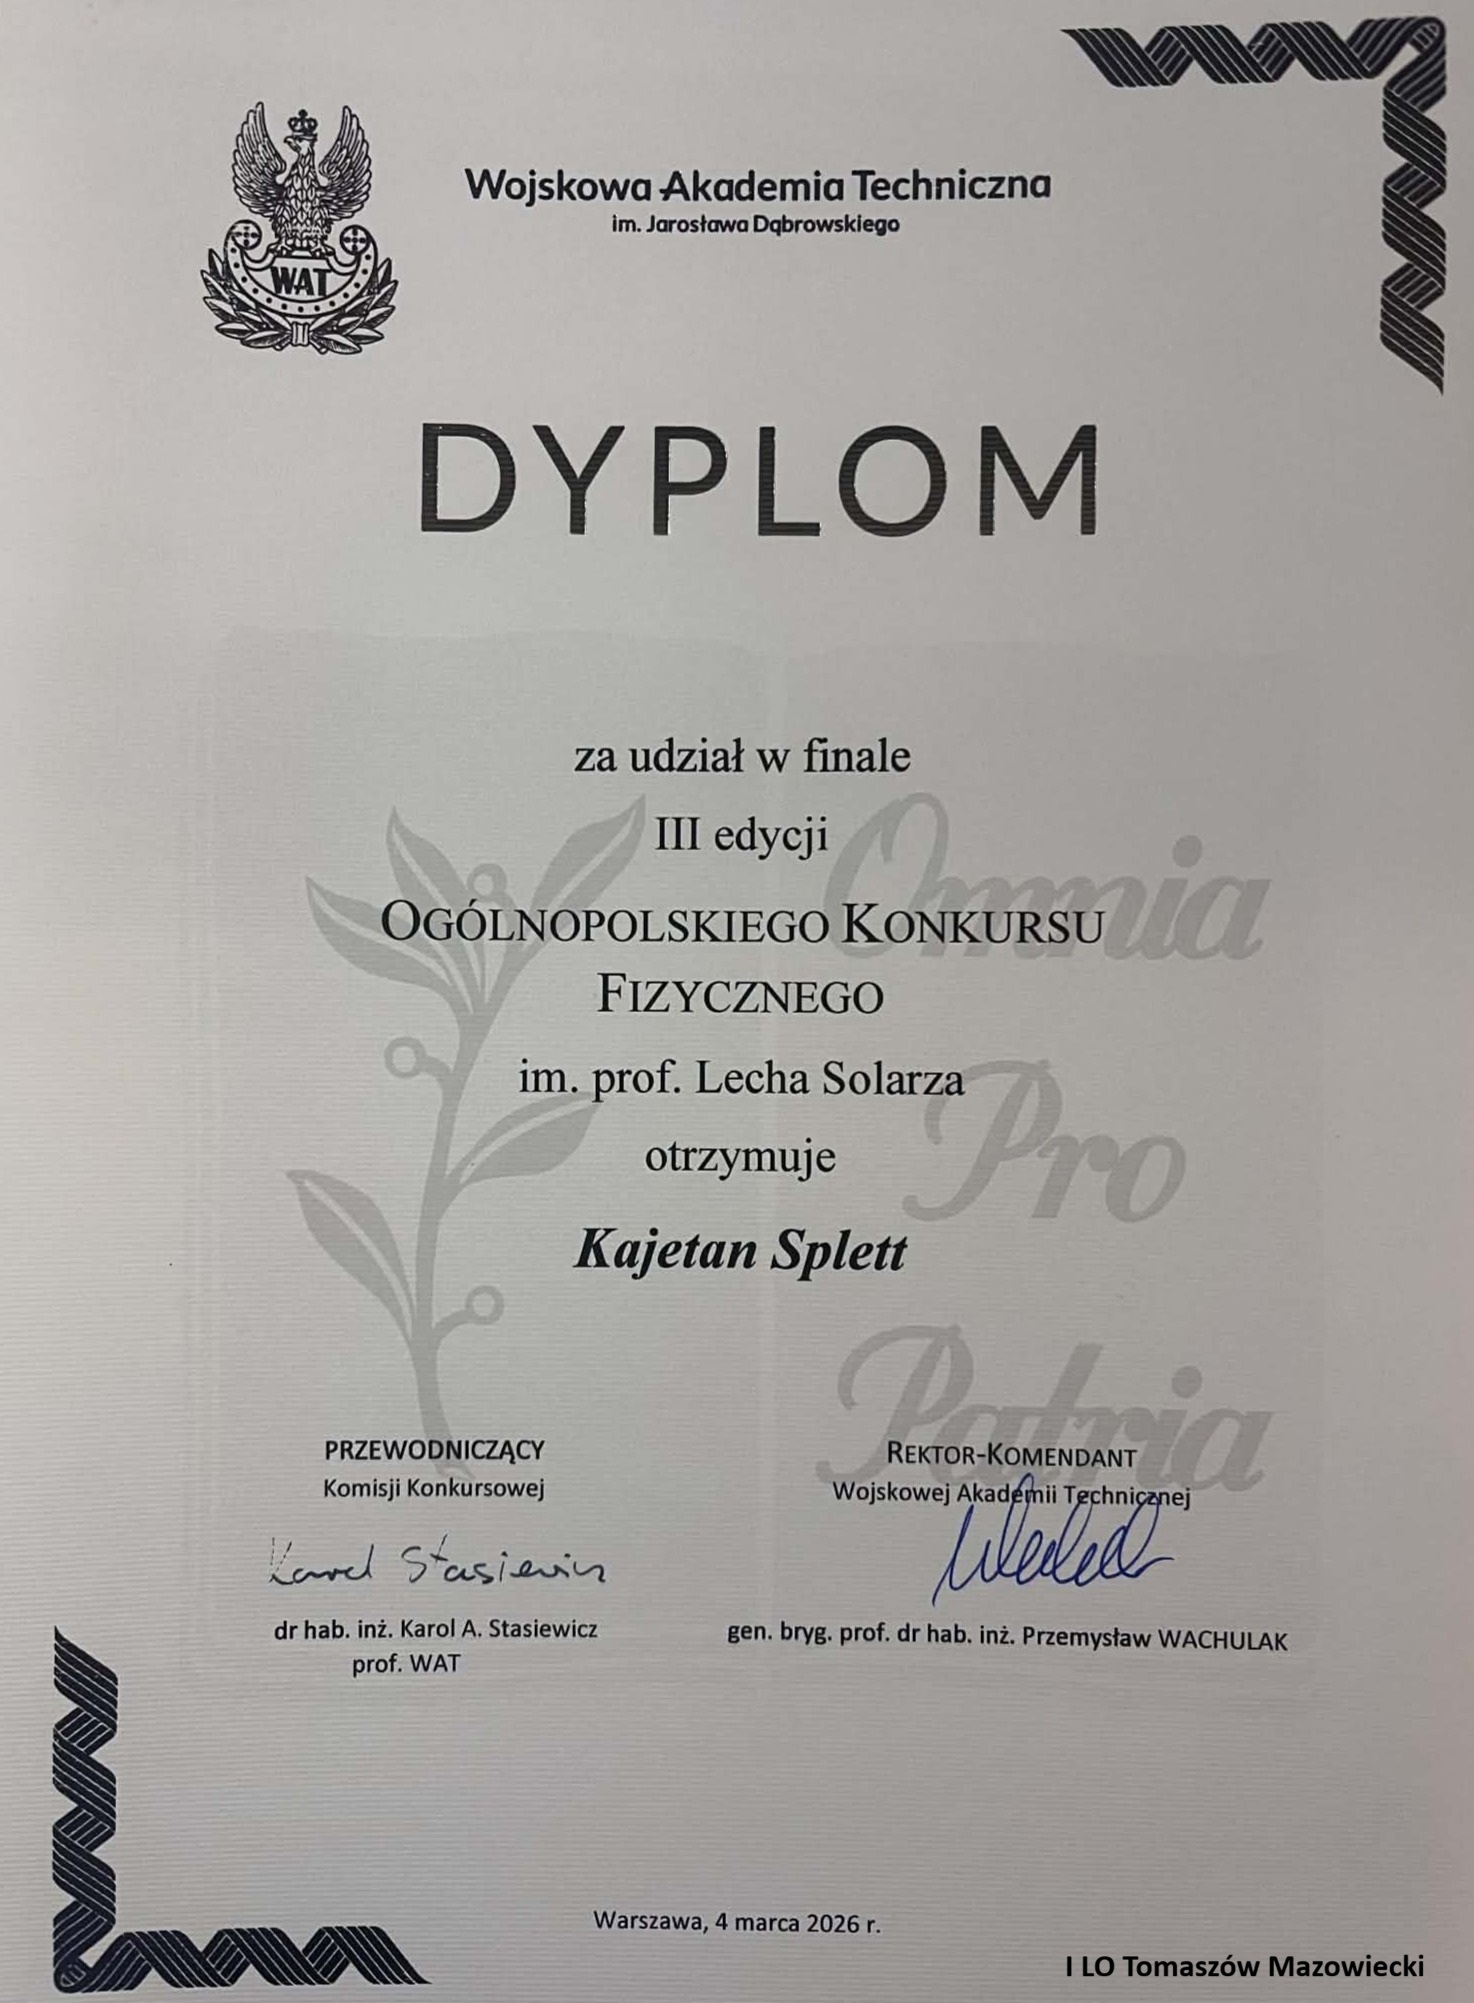 WAT
Wojskowa Akademia Techniczna
im. Jarosława Dąbrowskiego
DYPLOM
za udział w finale
III edycji
OGÓLNOPOLSKIEGO KONKURSU
FIZYCZNEGO
im. prof. Lecha Solarza
otrzymuje
Kajetan Splett
Omnia
Pro
Patria
PRZEWODNICZĄCY
Komisji Konkursowej
Karol Stasiewicz
dr hab. inż. Karol A. Stasiewicz
prof. WAT
REKTOR-KOMENDANT
Wojskowej Akademii Technicznej
gen. bryg. prof. dr hab. inż. Przemysław WACHULAK
Warszawa, 4 marca 2026 r.
I LO Tomaszów Mazowiecki